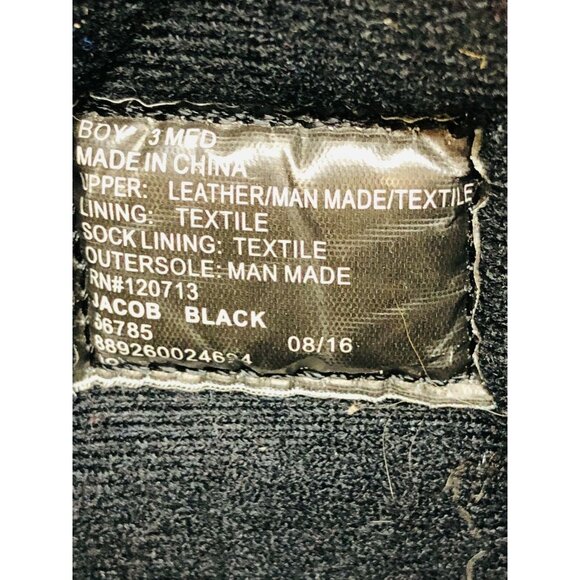 BOY 3 MED
MADE IN CHINA
UPPER: LEATHER/MAN MADE/TEXTILE
LINING: TEXTILE
SOCK LINING: TEXTILE
OUTERSOLE: MAN MADE
RN#120713
JACOB BLACK
56785 08/16